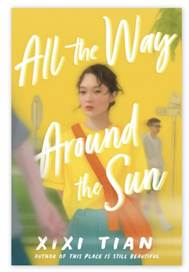 All the Way
Around
the Sun
XIXI TIAN
AUTHOR OF THIS PLACE IS STILL BEAUTIFUL